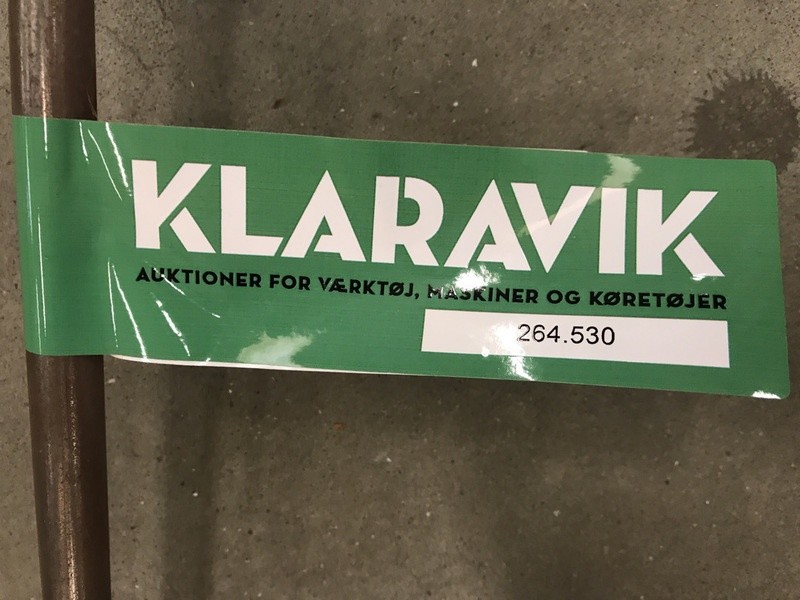 KLARAVIK
AUKTIONER FOR VÆRKTØJ, MASKINER OG KØRETØJER
264.530